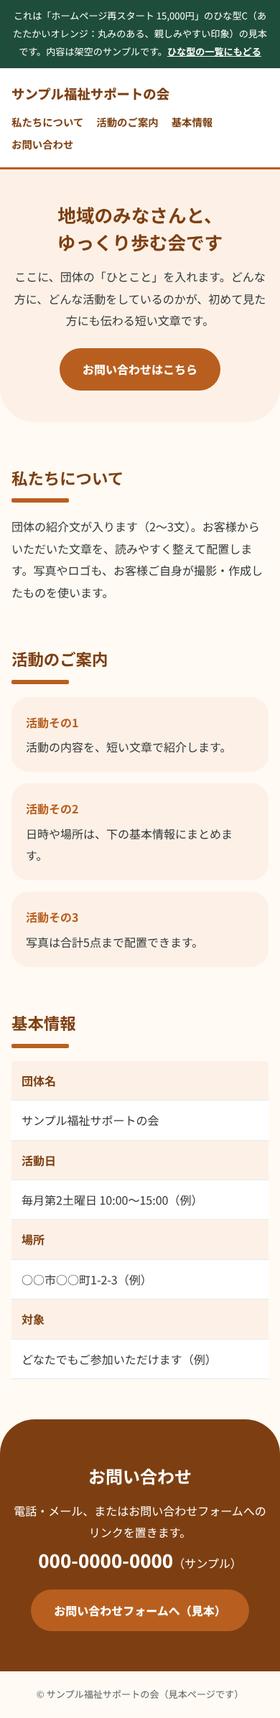 これは「ホームページ再スタート 15,000円」のひな型C（あ
たたかいオレンジ：丸みのある、親しみやすい印象）の見本
です。内容は架空のサンプルです。ひな型の一覧にもどる
サンプル福祉サポートの会
私たちについて 活動のご案内 基本情報
お問い合わせ
地域のみなさんと、
ゆっくり歩む会です
ここに、団体の「ひとこと」を入れます。どんな
方に、どんな活動をしているのかが、初めて見た
方にも伝わる短い文章です。
お問い合わせはこちら
私たちについて
団体の紹介文が入ります（2〜3文）。お客様から
いただいた文章を、読みやすく整えて配置しま
す。写真やロゴも、お客様ご自身が撮影・作成し
たものを使います。
活動のご案内
活動その1
活動の内容を、短い文章で紹介します。
活動その2
日時や場所は、下の基本情報にまとめま
す。
活動その3
写真は合計5点まで配置できます。
基本情報
団体名
サンプル福祉サポートの会
活動日
毎月第2土曜日 10:00〜15:00（例）
場所
〇〇市〇〇町1-2-3（例）
対象
どなたでもご参加いただけます（例）
お問い合わせ
電話・メール、またはお問い合わせフォームへの
リンクを置きます。
000-0000-0000（サンプル）
お問い合わせフォームへ（見本）
© サンプル福祉サポートの会（見本ページです）